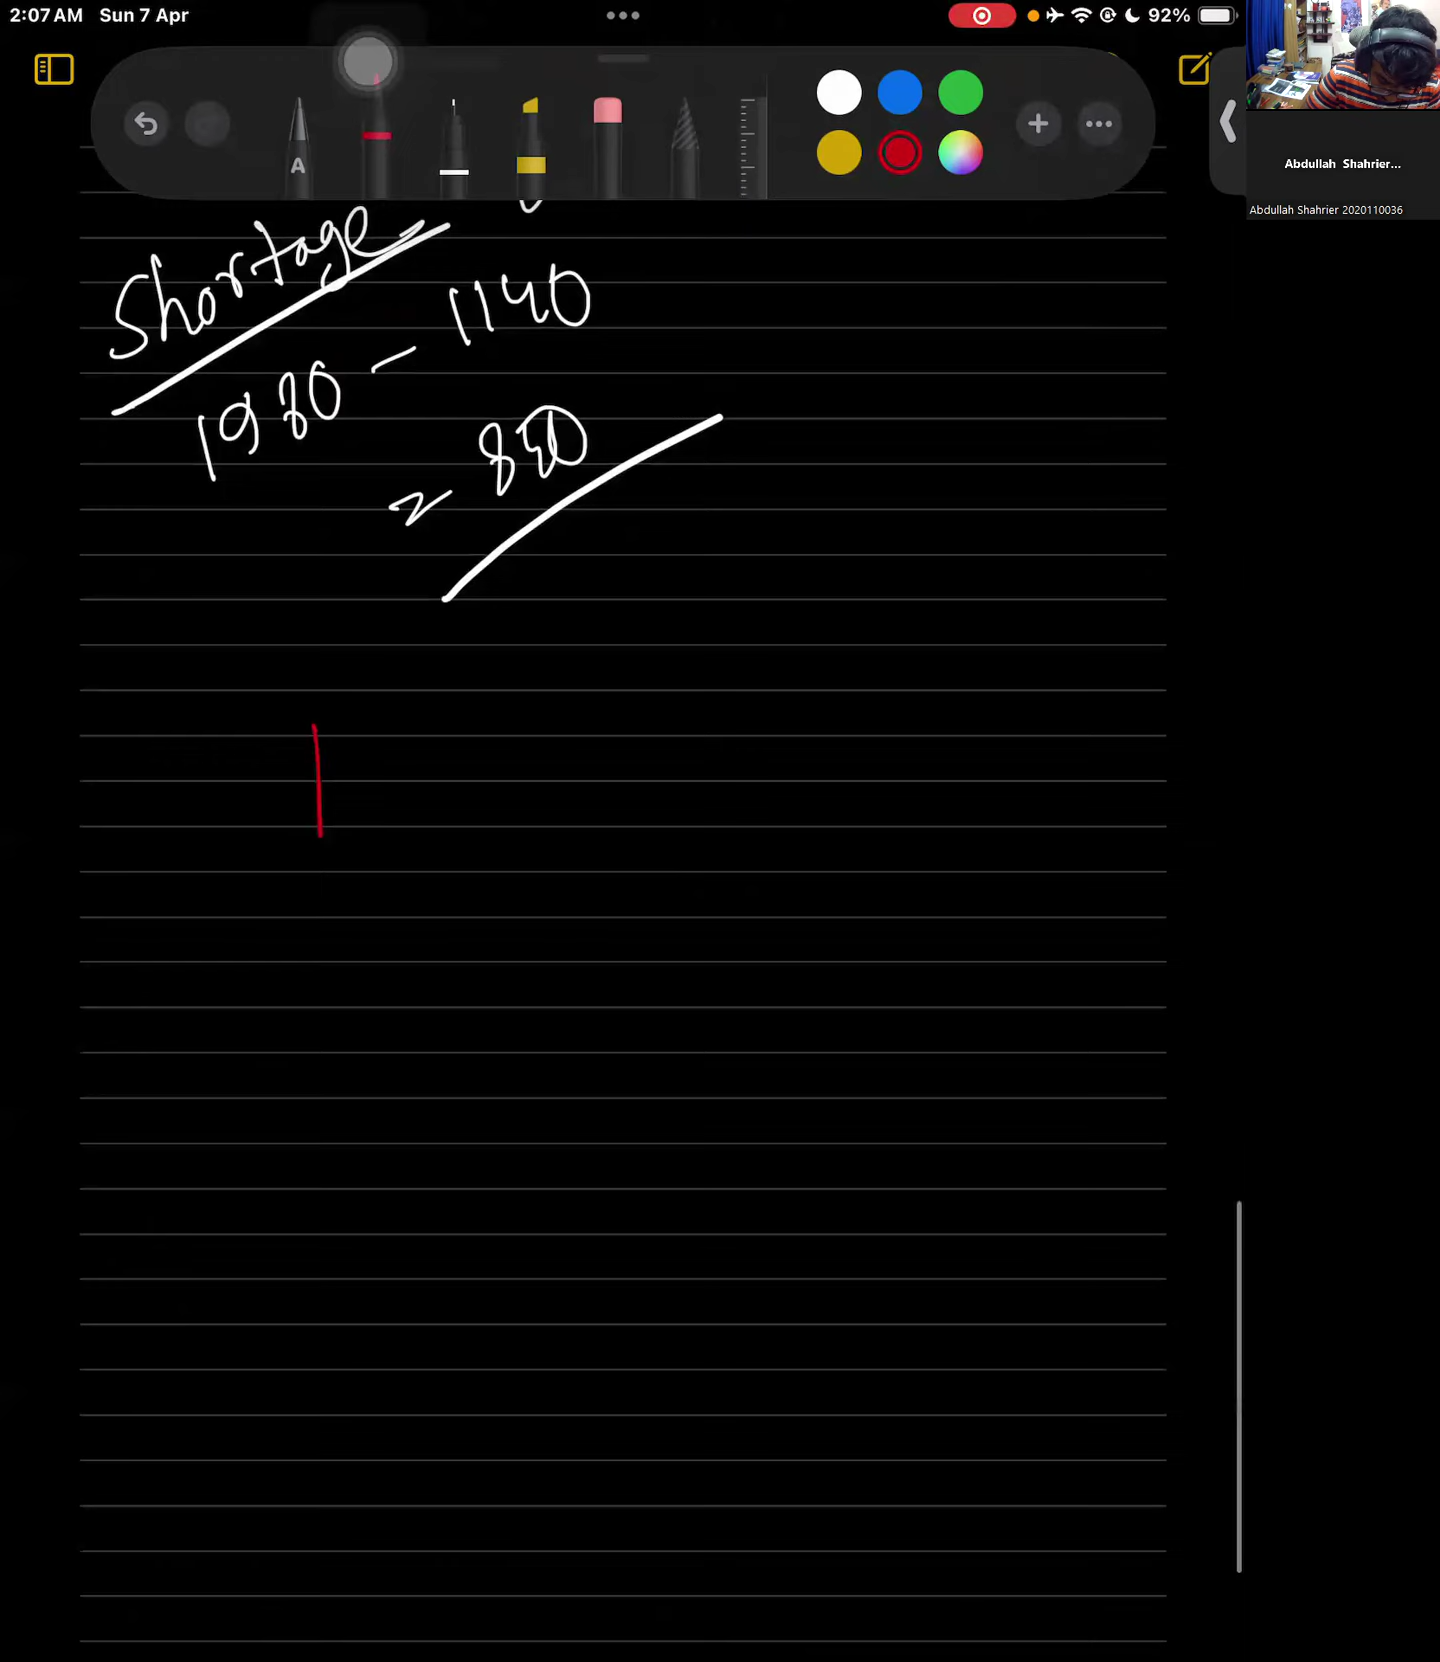 2:07 AM Sun 7 Apr
92%
A
Abdullah Shahrier...
Abdullah Shahrier 2020110036
Shortage
1980 - 1140
= 840